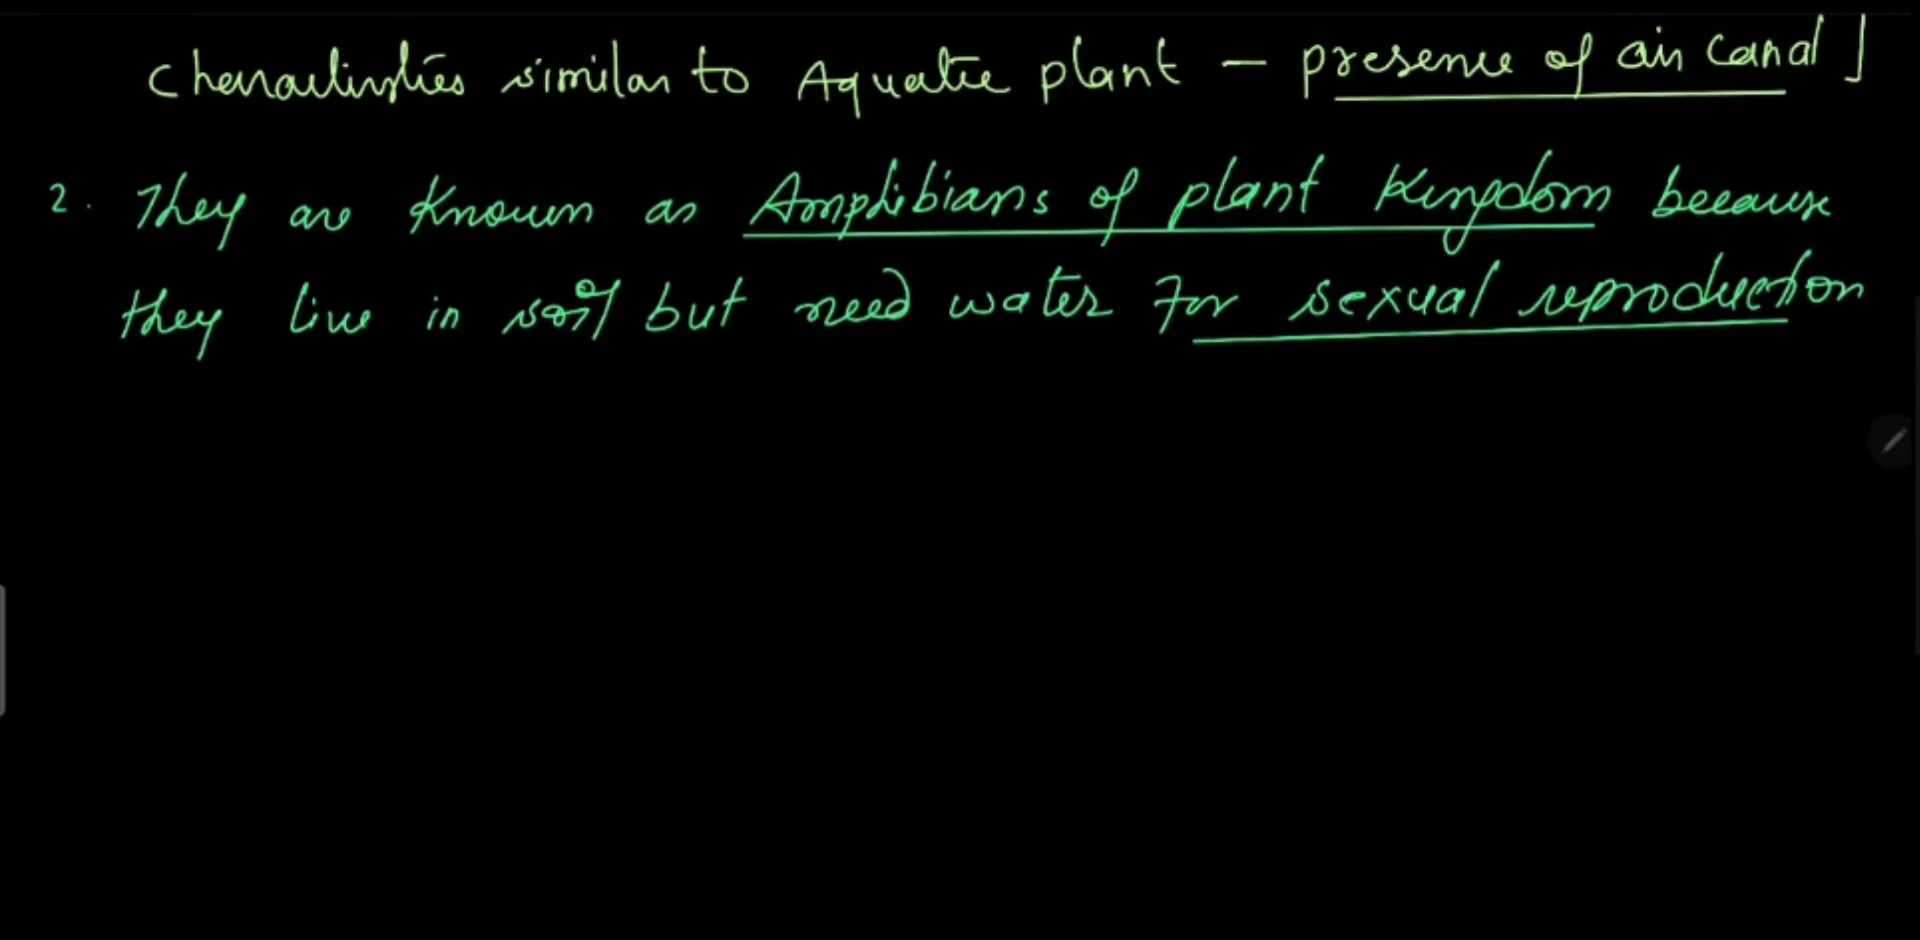 characteristics similar to Aquatic plant – presence of air canal ]
2. They are known as Amphibians of plant Kingdom because
they live in soil but need water for sexual reproduction